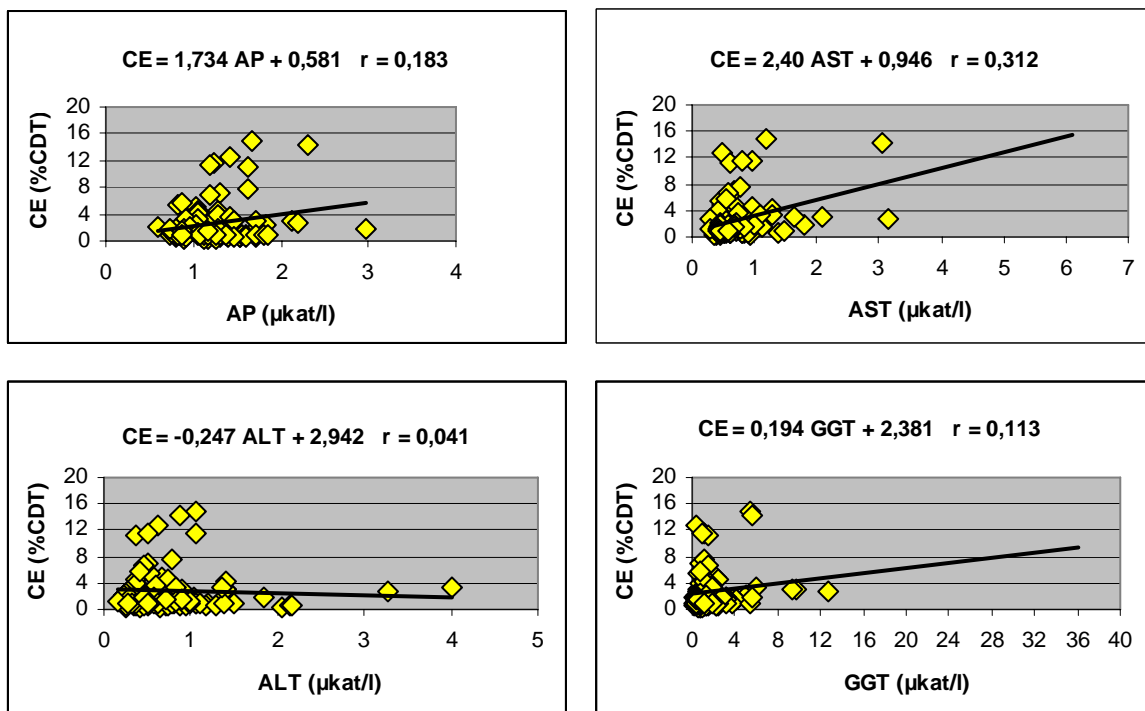 CE = 1,734 AP + 0,581 r = 0,183
20
16
12
8
4
0
0 1 2 3 4
CE (%CDT)
AP (µkat/l)
CE = 2,40 AST + 0,946 r = 0,312
20
16
12
8
4
0
0 1 2 3 4 5 6 7
CE (%CDT)
AST (µkat/l)
CE = -0,247 ALT + 2,942 r = 0,041
20
16
12
8
4
0
0 1 2 3 4 5
CE (%CDT)
ALT (µkat/l)
CE = 0,194 GGT + 2,381 r = 0,113
20
16
12
8
4
0
0 4 8 12 16 20 24 28 32 36 40
CE (%CDT)
GGT (µkat/l)